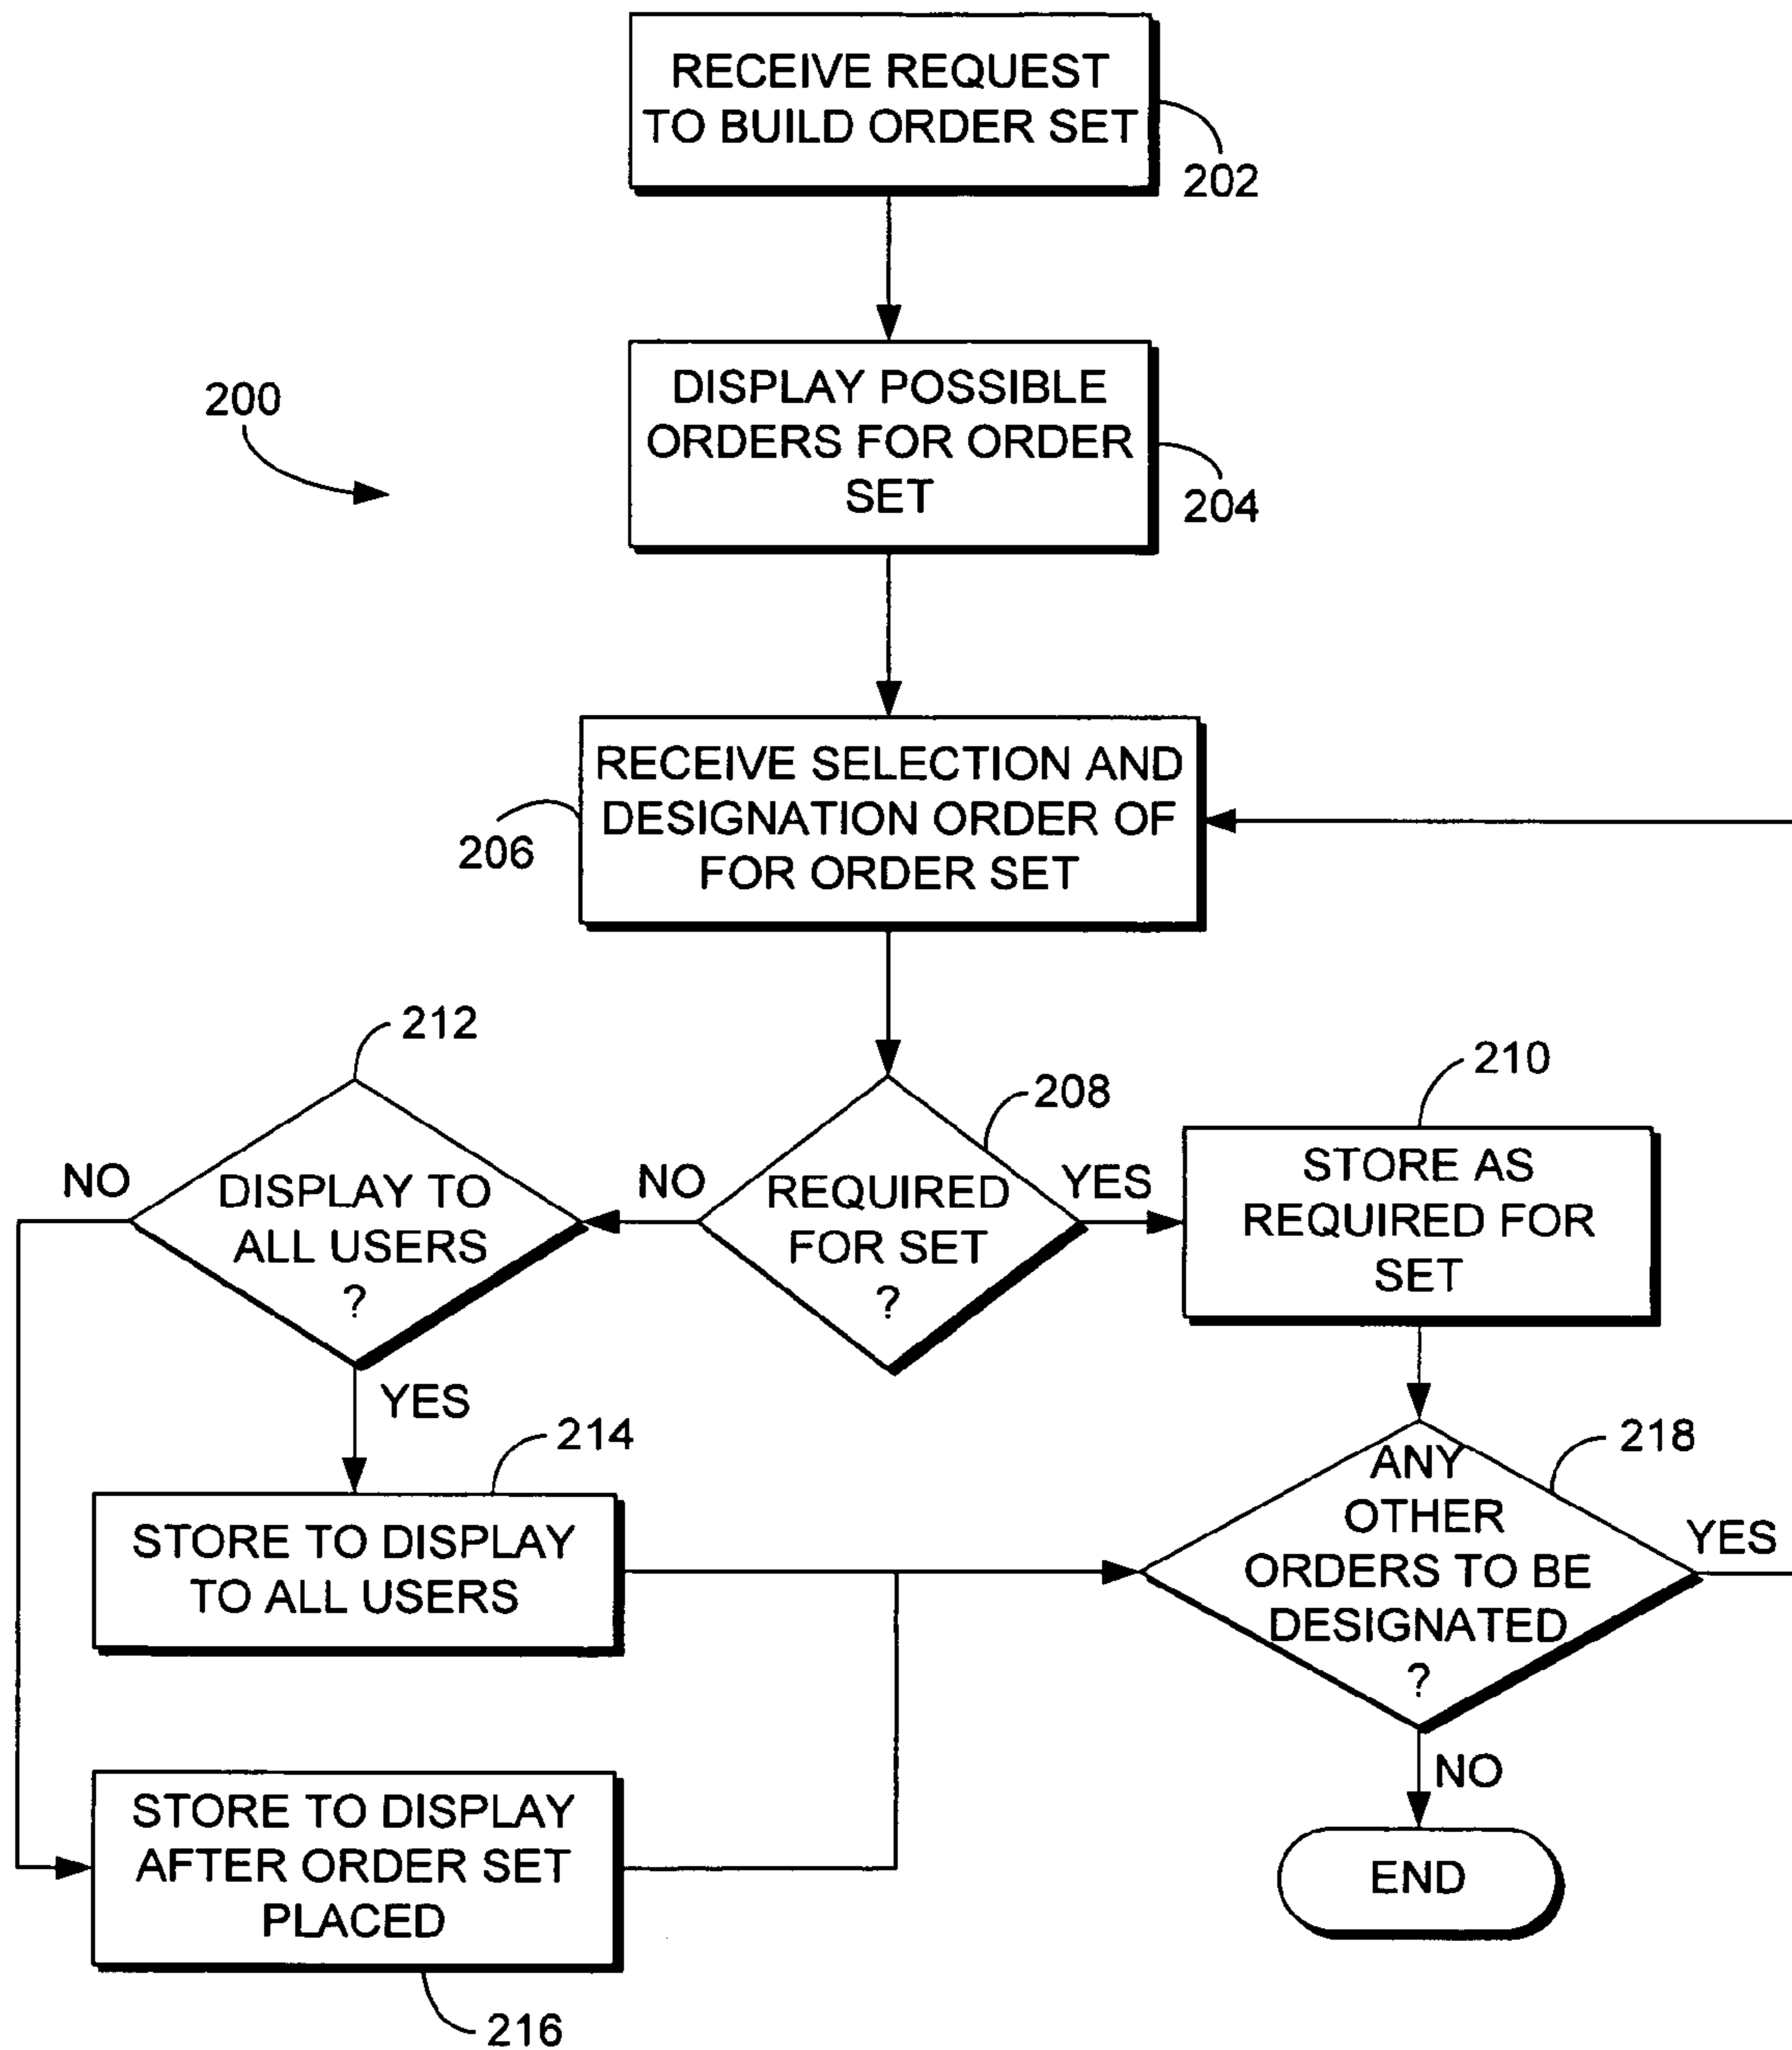 RECEIVE REQUEST
TO BUILD ORDER SET
202
DISPLAY POSSIBLE
ORDERS FOR ORDER
SET
204
200
RECEIVE SELECTION AND
DESIGNATION ORDER OF
FOR ORDER SET
206
212
DISPLAY TO
ALL USERS
?
NO
YES
208
REQUIRED
FOR SET
?
NO
YES
210
STORE AS
REQUIRED FOR
SET
214
STORE TO DISPLAY
TO ALL USERS
218
ANY
OTHER
ORDERS TO BE
DESIGNATED
?
YES
NO
STORE TO DISPLAY
AFTER ORDER SET
PLACED
216
END